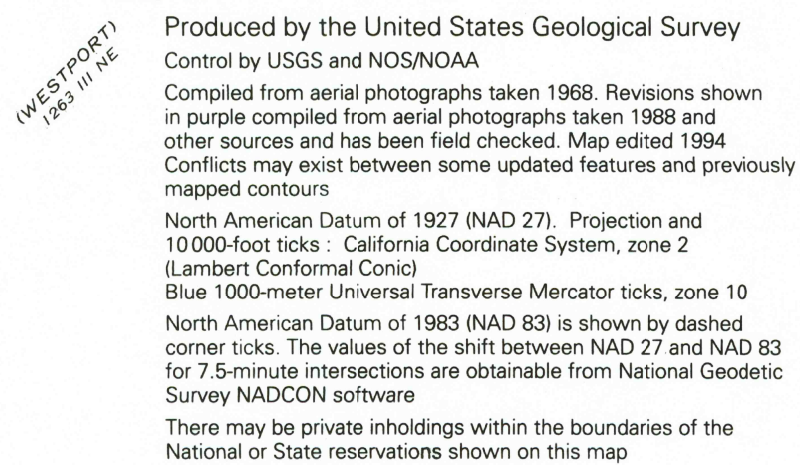 (WESTPORT)
1263 III NE
Produced by the United States Geological Survey
Control by USGS and NOS/NOAA
Compiled from aerial photographs taken 1968. Revisions shown
in purple compiled from aerial photographs taken 1988 and
other sources and has been field checked. Map edited 1994
Conflicts may exist between some updated features and previously
mapped contours
North American Datum of 1927 (NAD 27). Projection and
10 000-foot ticks : California Coordinate System, zone 2
(Lambert Conformal Conic)
Blue 1000-meter Universal Transverse Mercator ticks, zone 10
North American Datum of 1983 (NAD 83) is shown by dashed
corner ticks. The values of the shift between NAD 27 and NAD 83
for 7.5-minute intersections are obtainable from National Geodetic
Survey NADCON software
There may be private inholdings within the boundaries of the
National or State reservations shown on this map